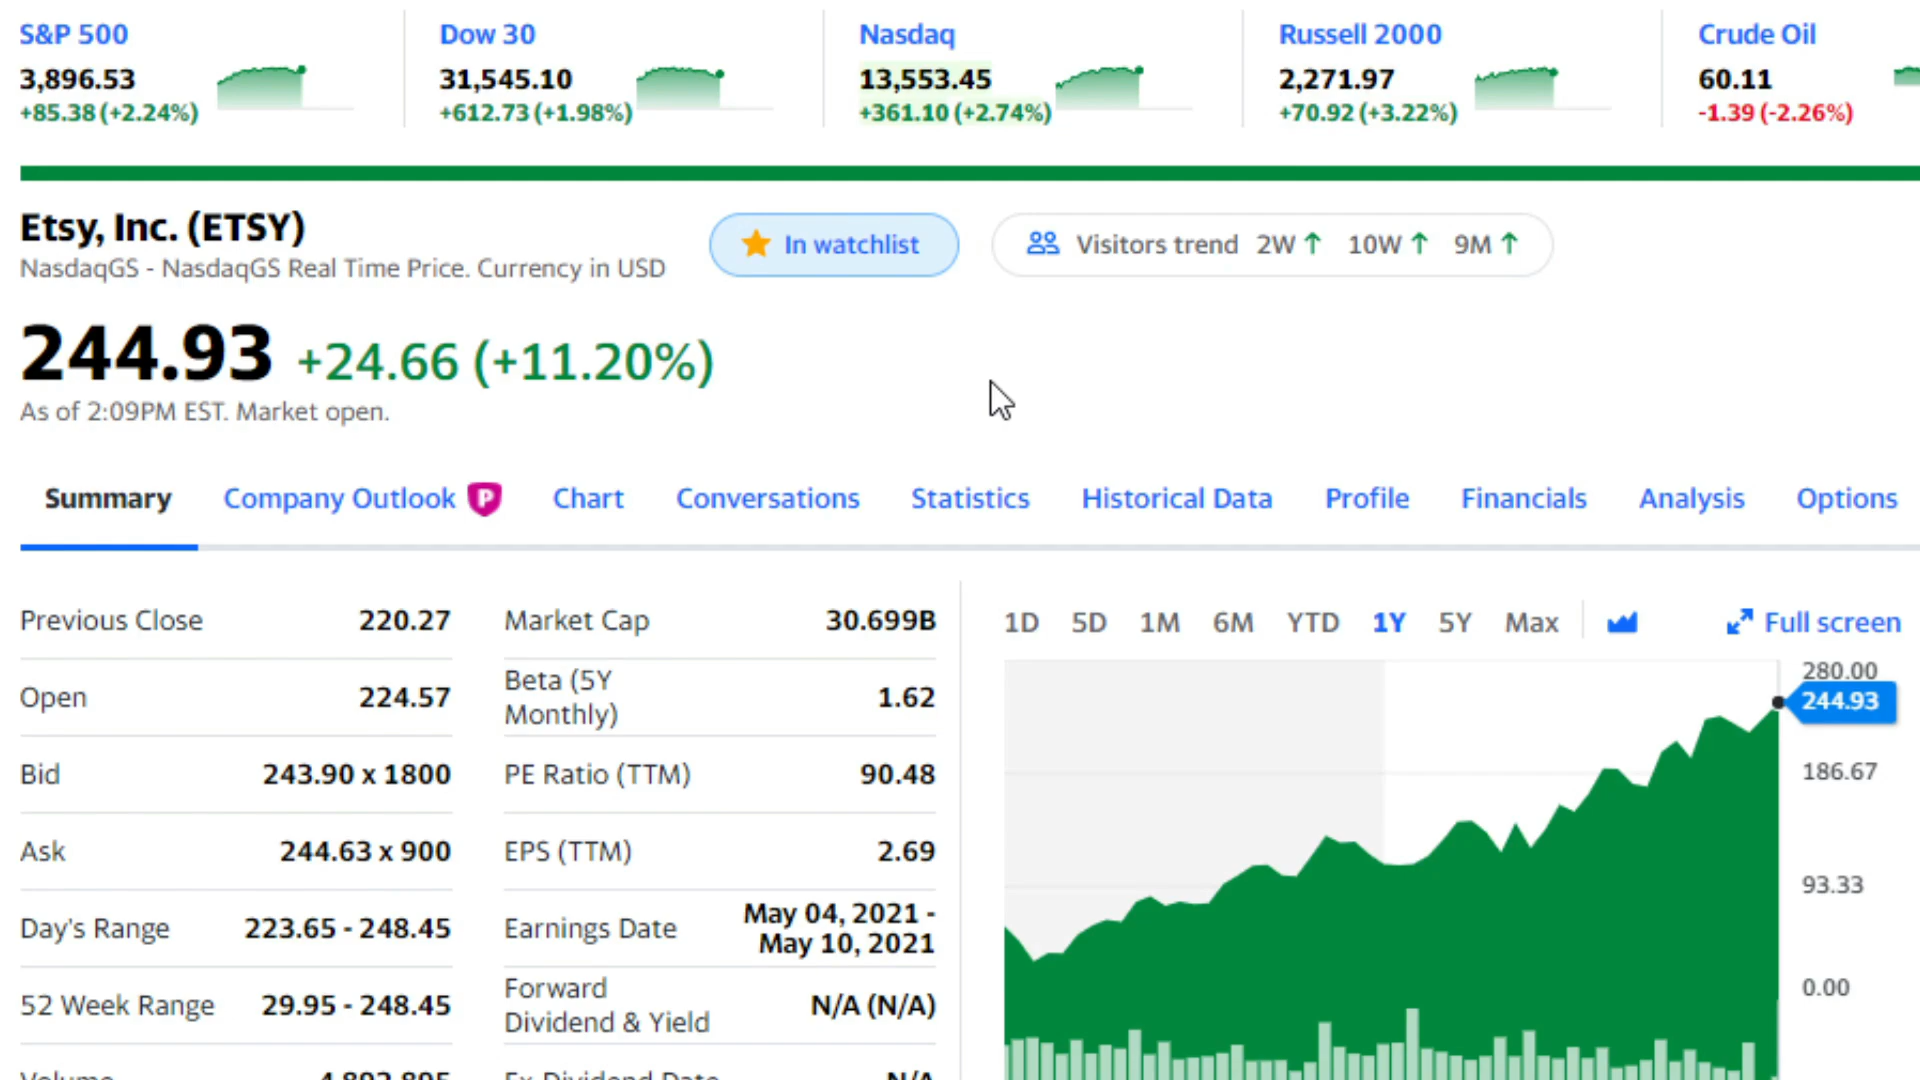 S&P 500
3,896.53
+85.38 (+2.24%)
Dow 30
31,545.10
+612.73 (+1.98%)
Nasdaq
13,553.45
+361.10 (+2.74%)
Russell 2000
2,271.97
+70.92 (+3.22%)
Crude Oil
60.11
-1.39 (-2.26%)
Etsy, Inc. (ETSY)
NasdaqGS - NasdaqGS Real Time Price. Currency in USD
In watchlist
Visitors trend 2W ↑ 10W ↑ 9M ↑
244.93 +24.66 (+11.20%)
As of 2:09PM EST. Market open.
Summary Company Outlook P Chart Conversations Statistics Historical Data Profile Financials Analysis Options
Previous Close 220.27
Open 224.57
Bid 243.90 x 1800
Ask 244.63 x 900
Day's Range 223.65 - 248.45
52 Week Range 29.95 - 248.45
Volume 4,892,895
Market Cap 30.699B
Beta (5Y
Monthly) 1.62
PE Ratio (TTM) 90.48
EPS (TTM) 2.69
Earnings Date May 04, 2021 -
May 10, 2021
Forward
Dividend & Yield N/A (N/A)
Ex-Dividend Date N/A
1D 5D 1M 6M YTD 1Y 5Y Max Full screen
280.00
244.93
186.67
93.33
0.00